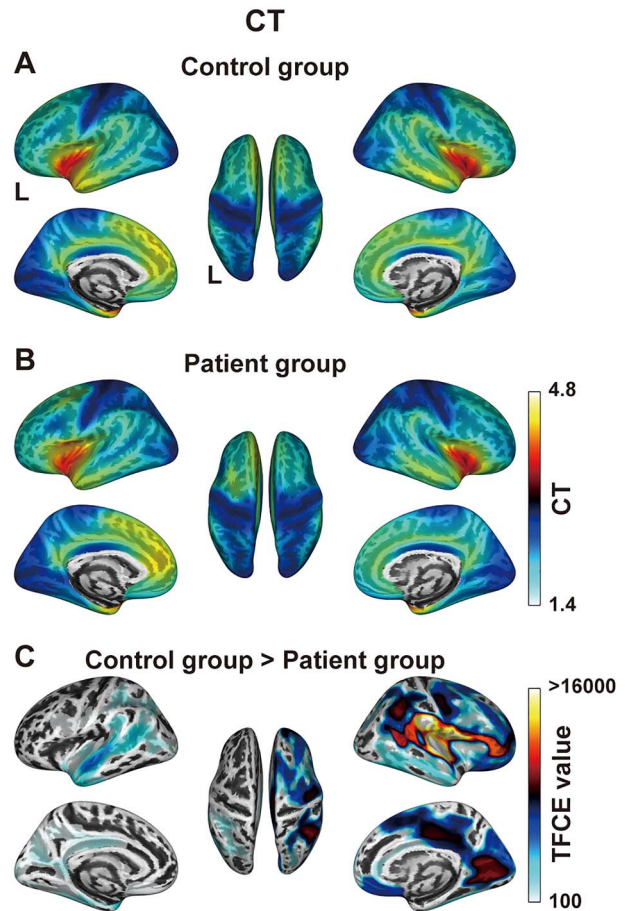 CT
A
Control group
L
L
B
Patient group
4.8
CT
1.4
C
Control group > Patient group
>16000
TFCE value
100